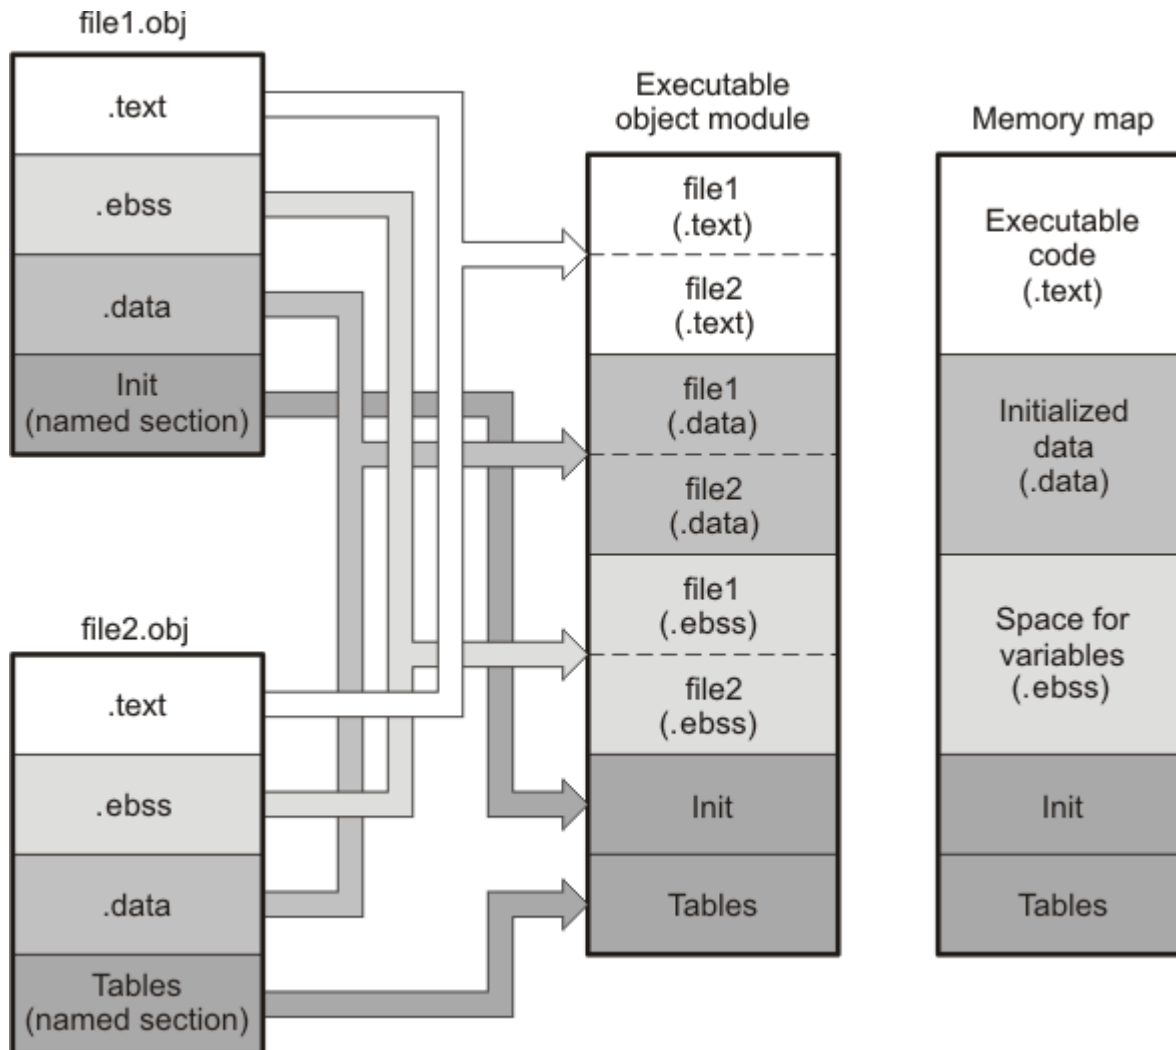 file1.obj
.text
.ebss
.data
Init
(named section)
file2.obj
.text
.ebss
.data
Tables
(named section)
Executable
object module
file1
(.text)
file2
(.text)
file1
(.data)
file2
(.data)
file1
(.ebss)
file2
(.ebss)
Init
Tables
Memory map
Executable
code
(.text)
Initialized
data
(.data)
Space for
variables
(.ebss)
Init
Tables